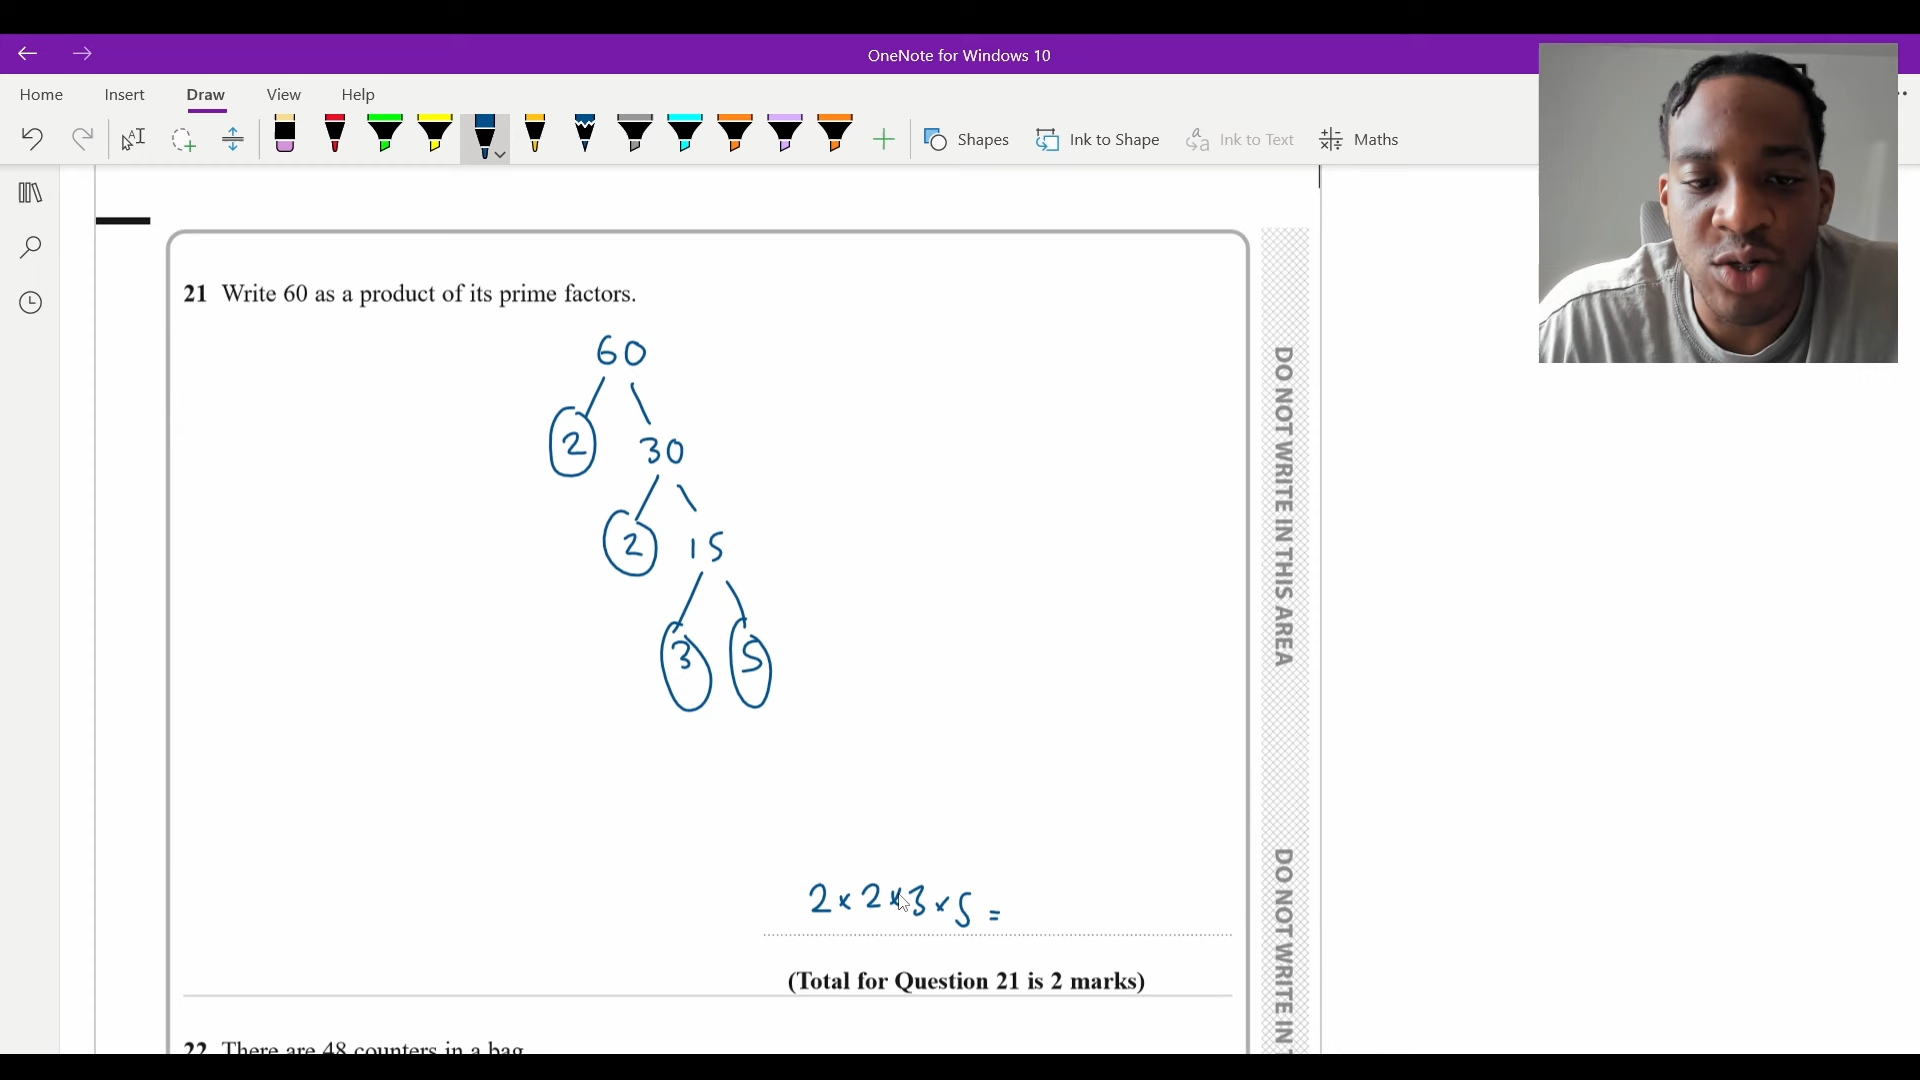 OneNote for Windows 10
Home Insert Draw View Help
Shapes Ink to Shape Ink to Text Maths
21 Write 60 as a product of its prime factors.
60
2 30
2 15
3 5
2 × 2 × 3 × 5 =
(Total for Question 21 is 2 marks)
22 There are 48 counters in a bag
DO NOT WRITE IN THIS AREA
DO NOT WRITE IN